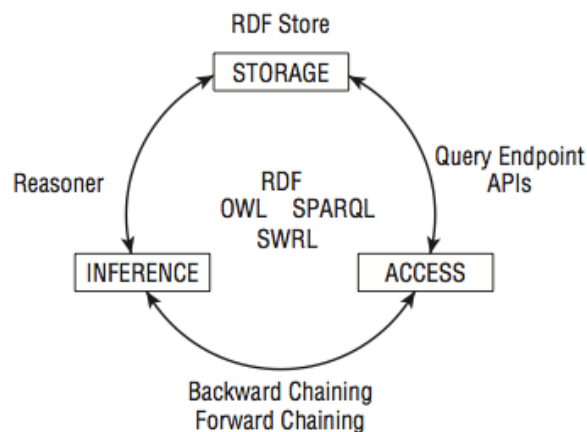 RDF Store
STORAGE
Query Endpoint
APIs
Reasoner
RDF
OWL SPARQL
SWRL
INFERENCE
ACCESS
Backward Chaining
Forward Chaining